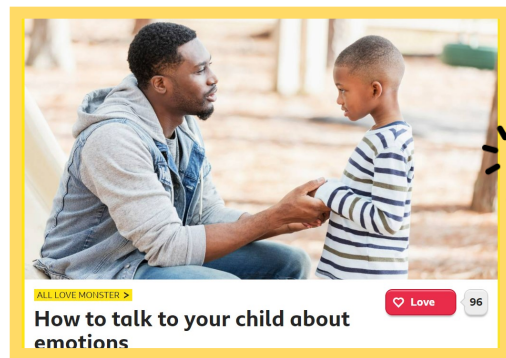 ALL LOVE MONSTER >
Love
96
How to talk to your child about
emotions